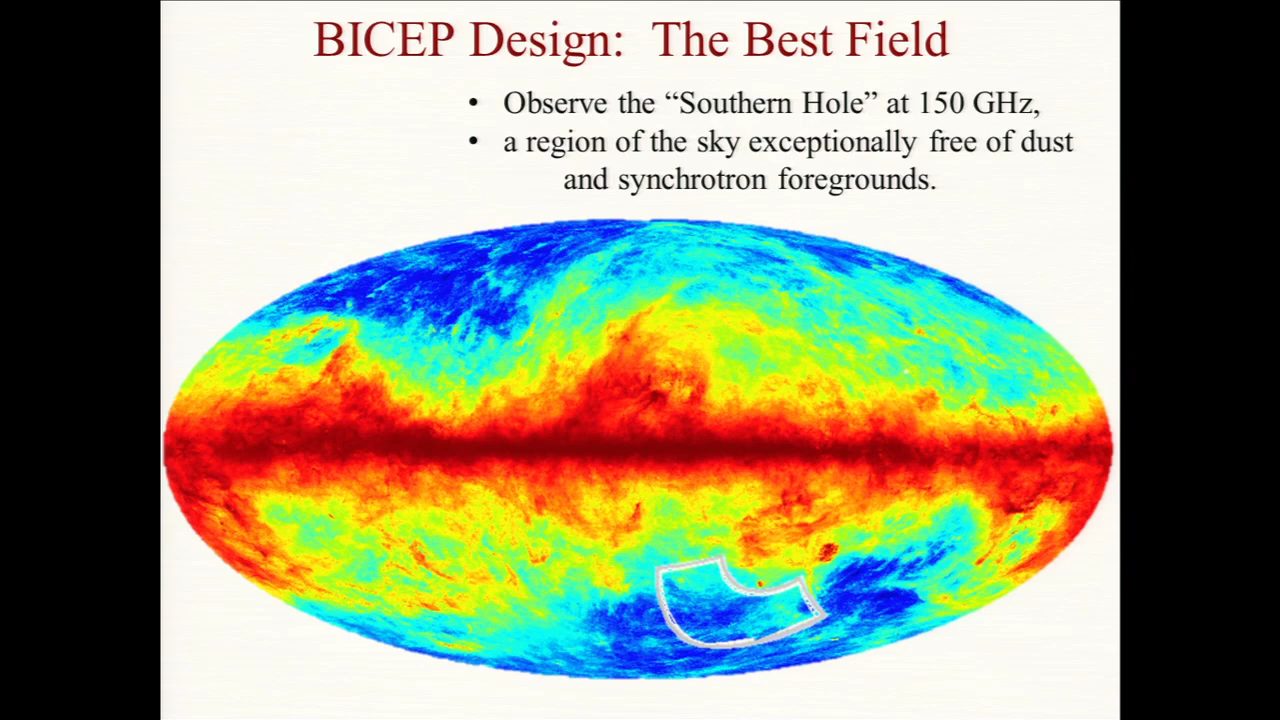 BICEP Design: The Best Field
• Observe the “Southern Hole” at 150 GHz,
• a region of the sky exceptionally free of dust
and synchrotron foregrounds.